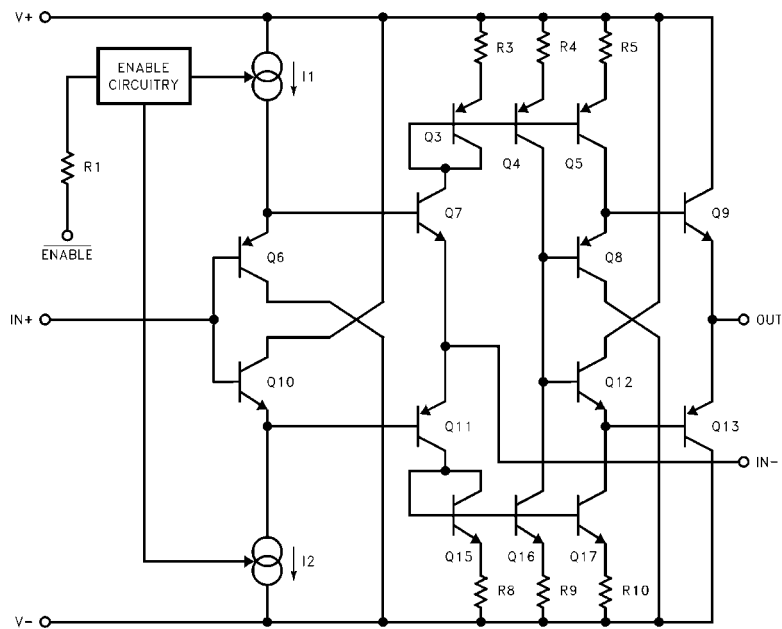 V+
R3
R4
R5
ENABLE
CIRCUITRY
I1
Q3
Q4
Q5
R1
Q7
Q9
ENABLE
Q6
Q8
IN+
OUT
Q10
Q12
Q11
Q13
IN-
Q15
Q16
Q17
I2
R8
R9
R10
V-